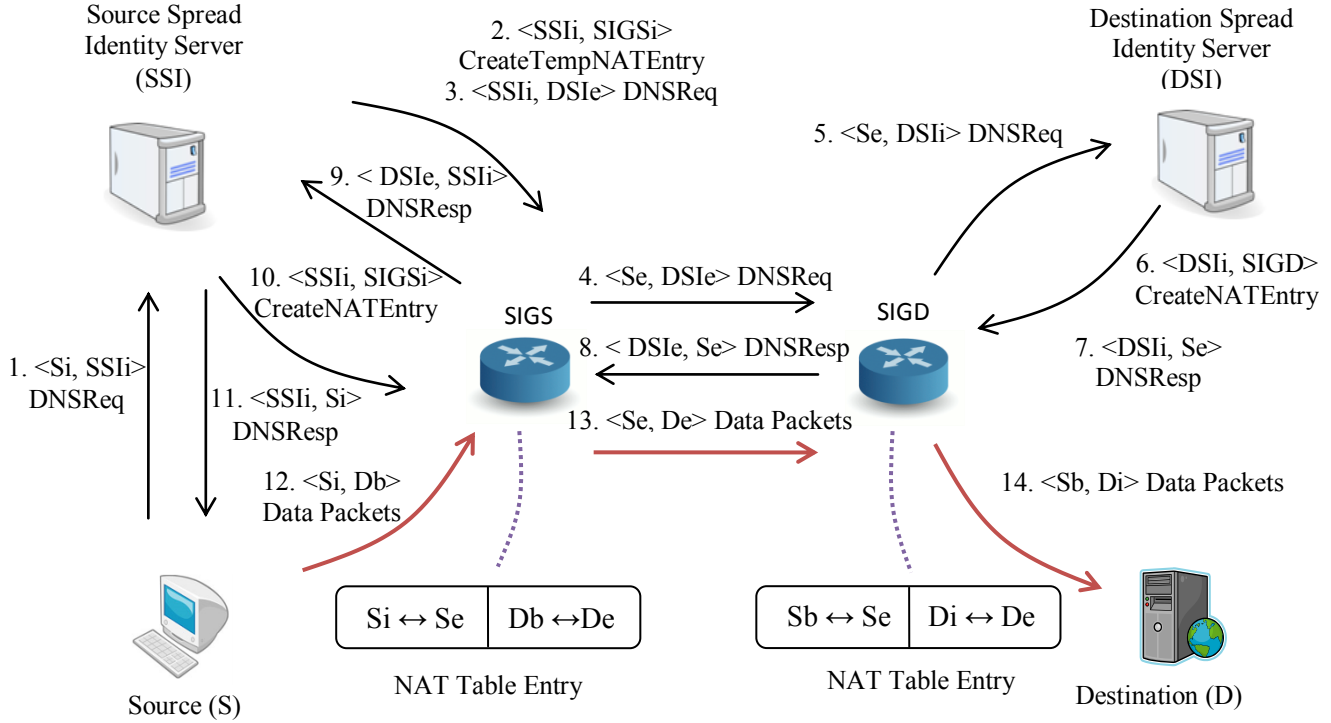 Source Spread
Identity Server
(SSI)
2. <SSIi, SIGSi>
CreateTempNATEntry
3. <SSIi, DSIe> DNSReq
Destination Spread
Identity Server
(DSI)
5. <Se, DSIi> DNSReq
9. < DSIe, SSIi>
DNSResp
10. <SSIi, SIGSi>
CreateNATEntry
4. <Se, DSIe> DNSReq
6. <DSIi, SIGD>
CreateNATEntry
SIGS
SIGD
1. <Si, SSIi>
DNSReq
8. < DSIe, Se> DNSResp
7. <DSIi, Se>
DNSResp
11. <SSIi, Si>
DNSResp
13. <Se, De> Data Packets
12. <Si, Db>
Data Packets
14. <Sb, Di> Data Packets
Si ↔ Se
Db ↔De
Sb ↔ Se
Di ↔ De
NAT Table Entry
NAT Table Entry
Source (S)
Destination (D)